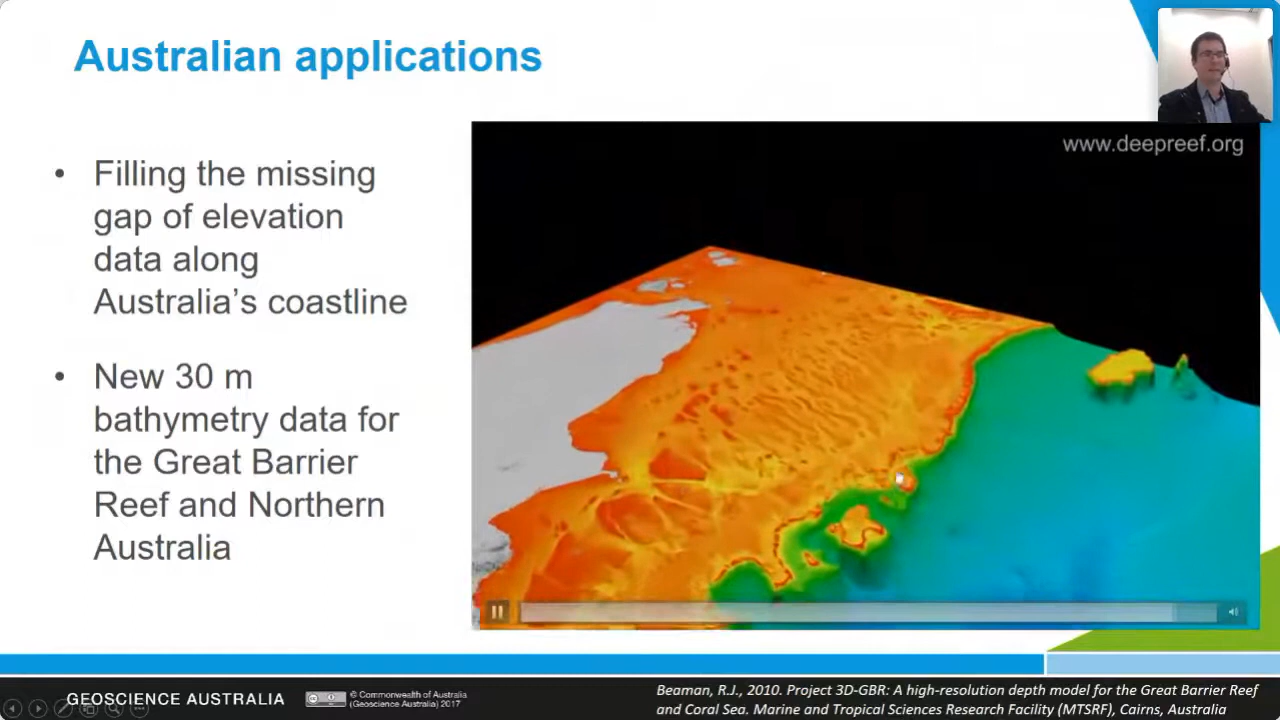 Australian applications
www.deepreef.org
• Filling the missing
gap of elevation
data along
Australia’s coastline
• New 30 m
bathymetry data for
the Great Barrier
Reef and Northern
Australia
GEOSCIENCE AUSTRALIA
© Commonwealth of Australia
(Geoscience Australia) 2017
Beaman, R.J., 2010. Project 3D-GBR: A high-resolution depth model for the Great Barrier Reef
and Coral Sea. Marine and Tropical Sciences Research Facility (MTSRF), Cairns, Australia